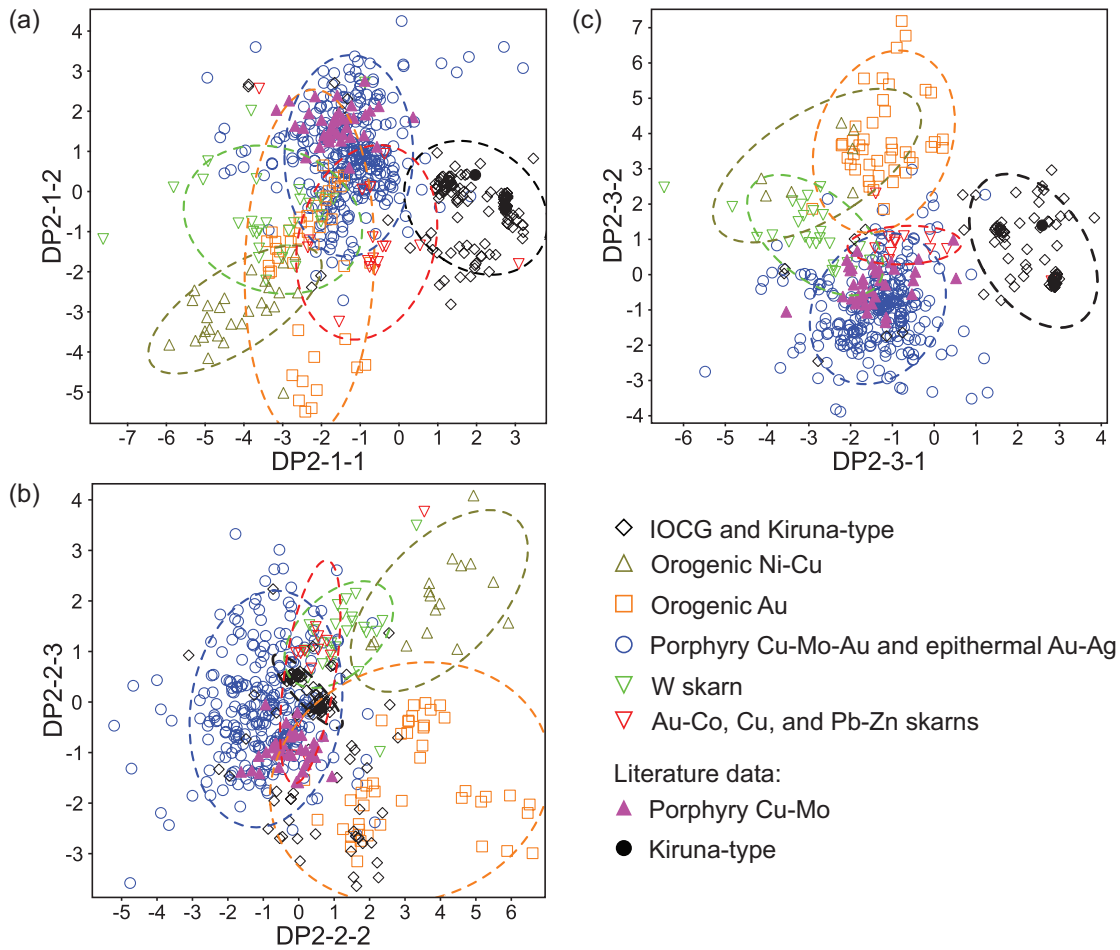 (a)
4
3
2
1
0
-1
-2
-3
-4
-5
DP2-1-2
-7 -6 -5 -4 -3 -2 -1 0 1 2 3
DP2-1-1
(c)
7
6
5
4
3
2
1
0
-1
-2
-3
-4
DP2-3-2
-6 -5 -4 -3 -2 -1 0 1 2 3 4
DP2-3-1
(b)
4
3
2
1
0
-1
-2
-3
DP2-2-3
-5 -4 -3 -2 -1 0 1 2 3 4 5 6
DP2-2-2
IOCG and Kiruna-type
Orogenic Ni-Cu
Orogenic Au
Porphyry Cu-Mo-Au and epithermal Au-Ag
W skarn
Au-Co, Cu, and Pb-Zn skarns
Literature data:
Porphyry Cu-Mo
Kiruna-type